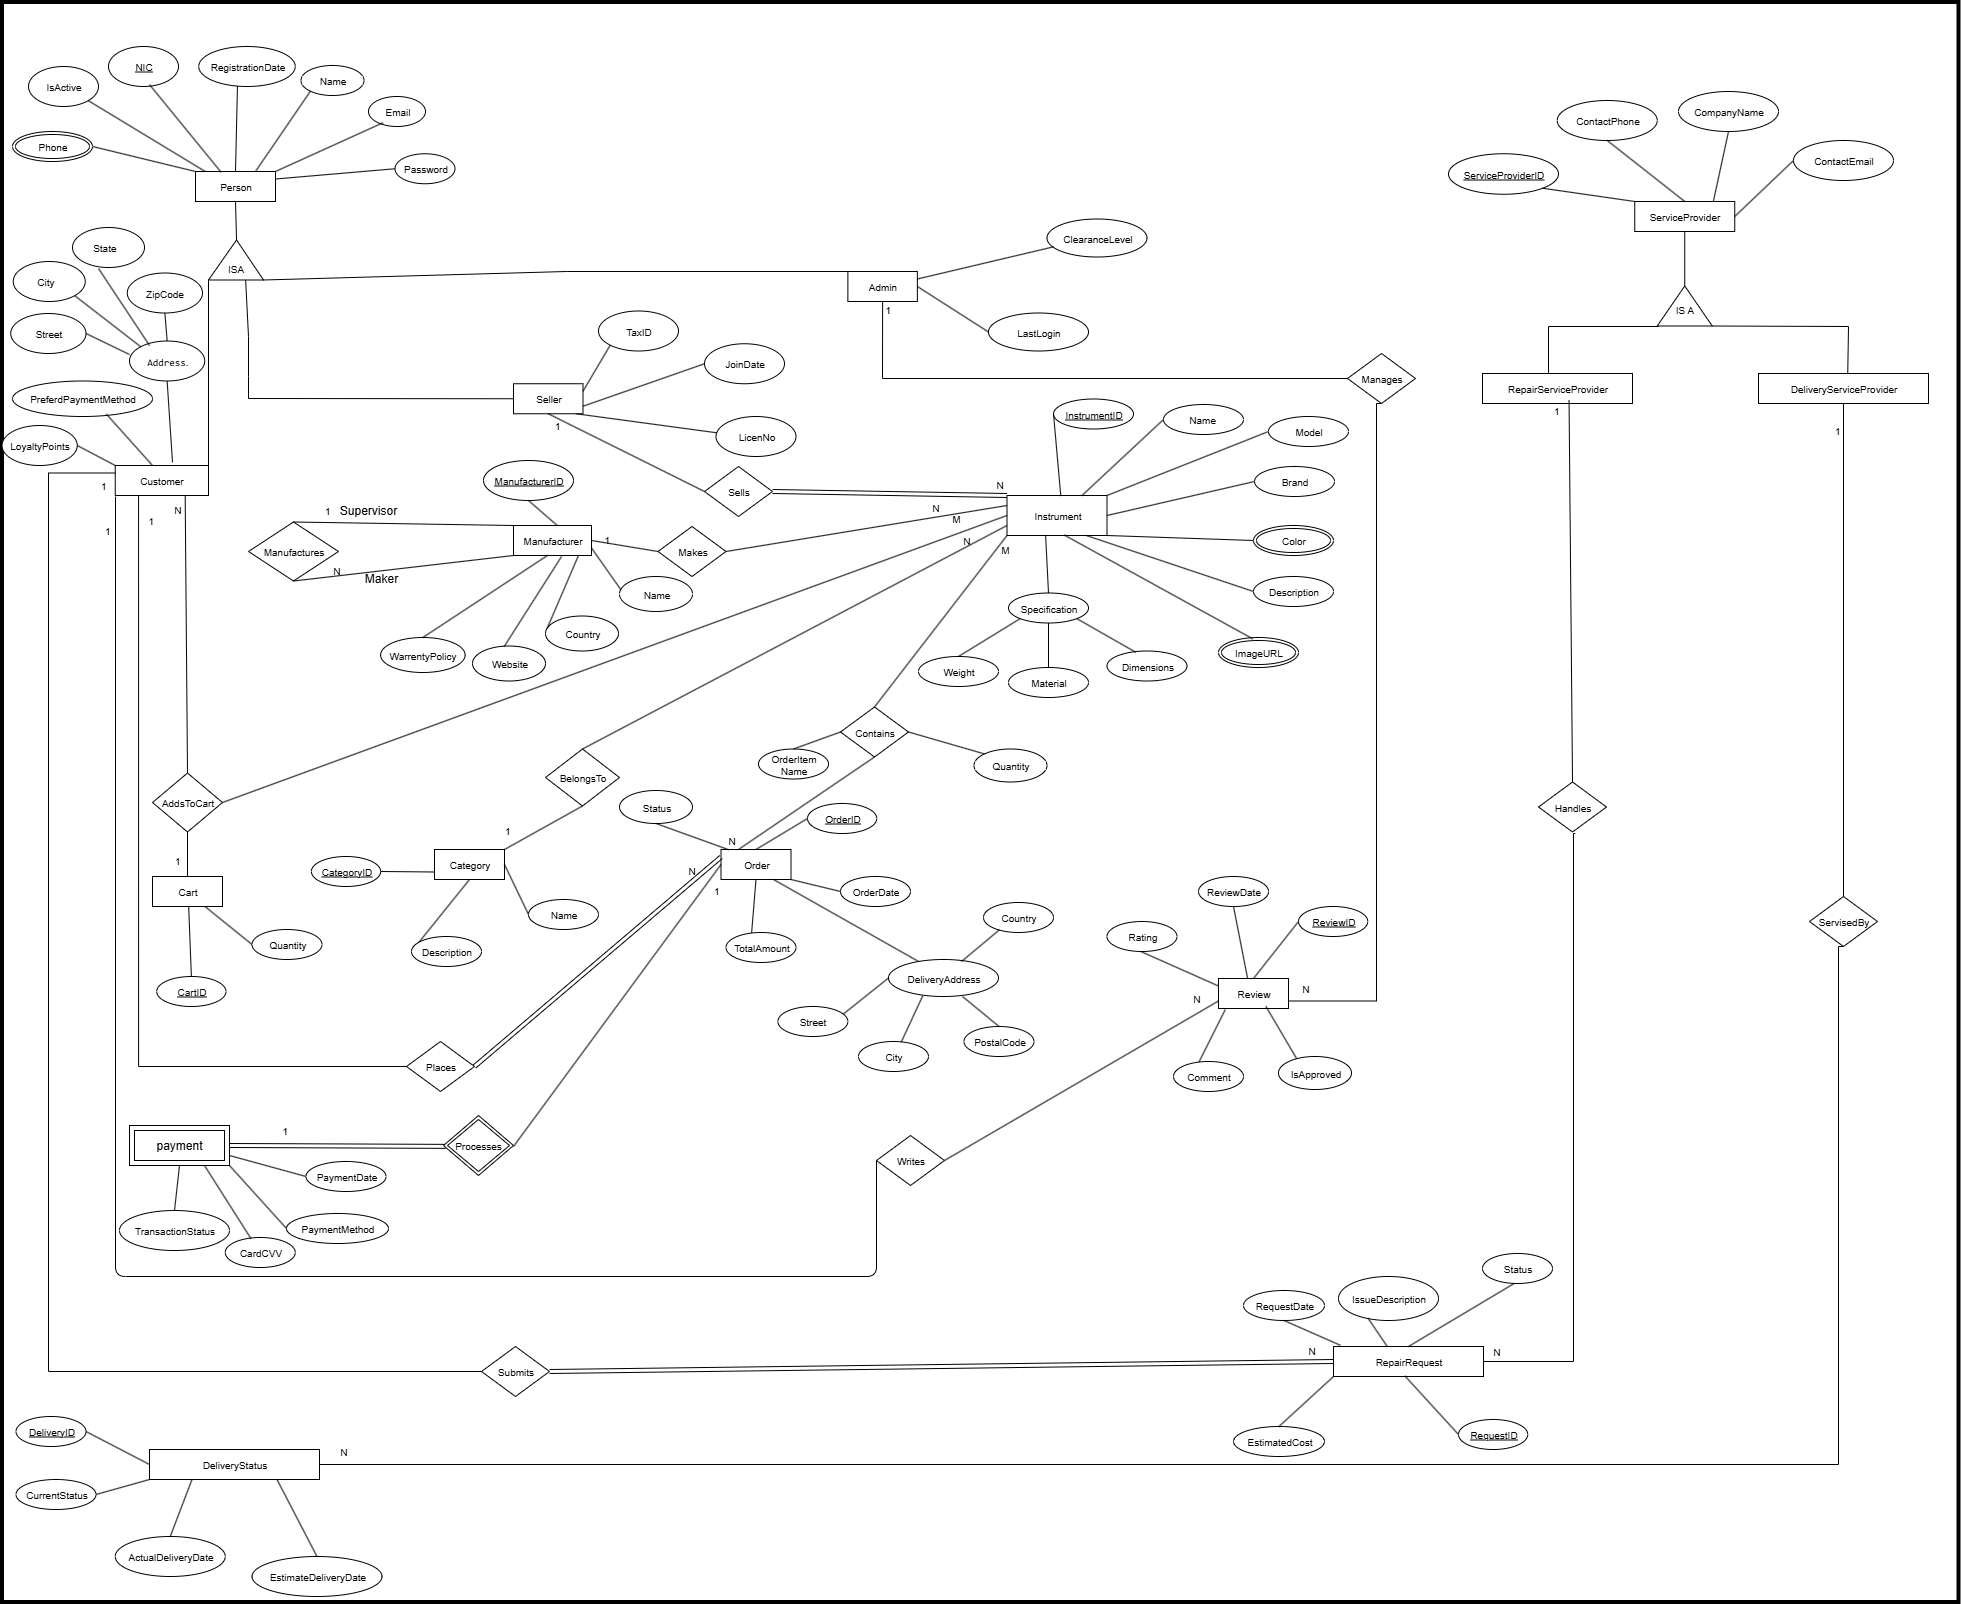 NIC
RegistrationDate
IsActive
Name
Email
Phone
Password
Person
ContactPhone
CompanyName
ContactEmail
ServiceProviderID
ServiceProvider
State
City
ZipCode
Street
Address.
ISA
ClearanceLevel
Admin
1
LastLogin
IS A
TaxID
JoinDate
Seller
1
LicenNo
Manages
RepairServiceProvider
1
DeliveryServiceProvider
1
PreferdPaymentMethod
LoyaltyPoints
Customer
1
1
1
N
InstrumentID
Name
Model
Brand
Color
Description
ImageURL
Instrument
N
N
M
N
M
Sells
ManufacturerID
1
Supervisor
Manufactures
N
Maker
Manufacturer
1
Makes
Name
Country
Website
WarrentyPolicy
Specification
Weight
Material
Dimensions
Contains
OrderItem
Name
Quantity
BelongsTo
AddsToCart
1
Cart
Quantity
CartID
1
Category
CategoryID
Name
Description
Status
OrderID
N
Order
N
1
OrderDate
TotalAmount
Country
DeliveryAddress
Street
City
PostalCode
Handles
ServisedBy
ReviewDate
ReviewID
Rating
Review
N
N
Comment
IsApproved
Places
payment
1
Processes
PaymentDate
PaymentMethod
TransactionStatus
CardCVV
Writes
Status
IssueDescription
RequestDate
N
RepairRequest
N
EstimatedCost
RequestID
Submits
DeliveryID
DeliveryStatus
N
CurrentStatus
ActualDeliveryDate
EstimateDeliveryDate